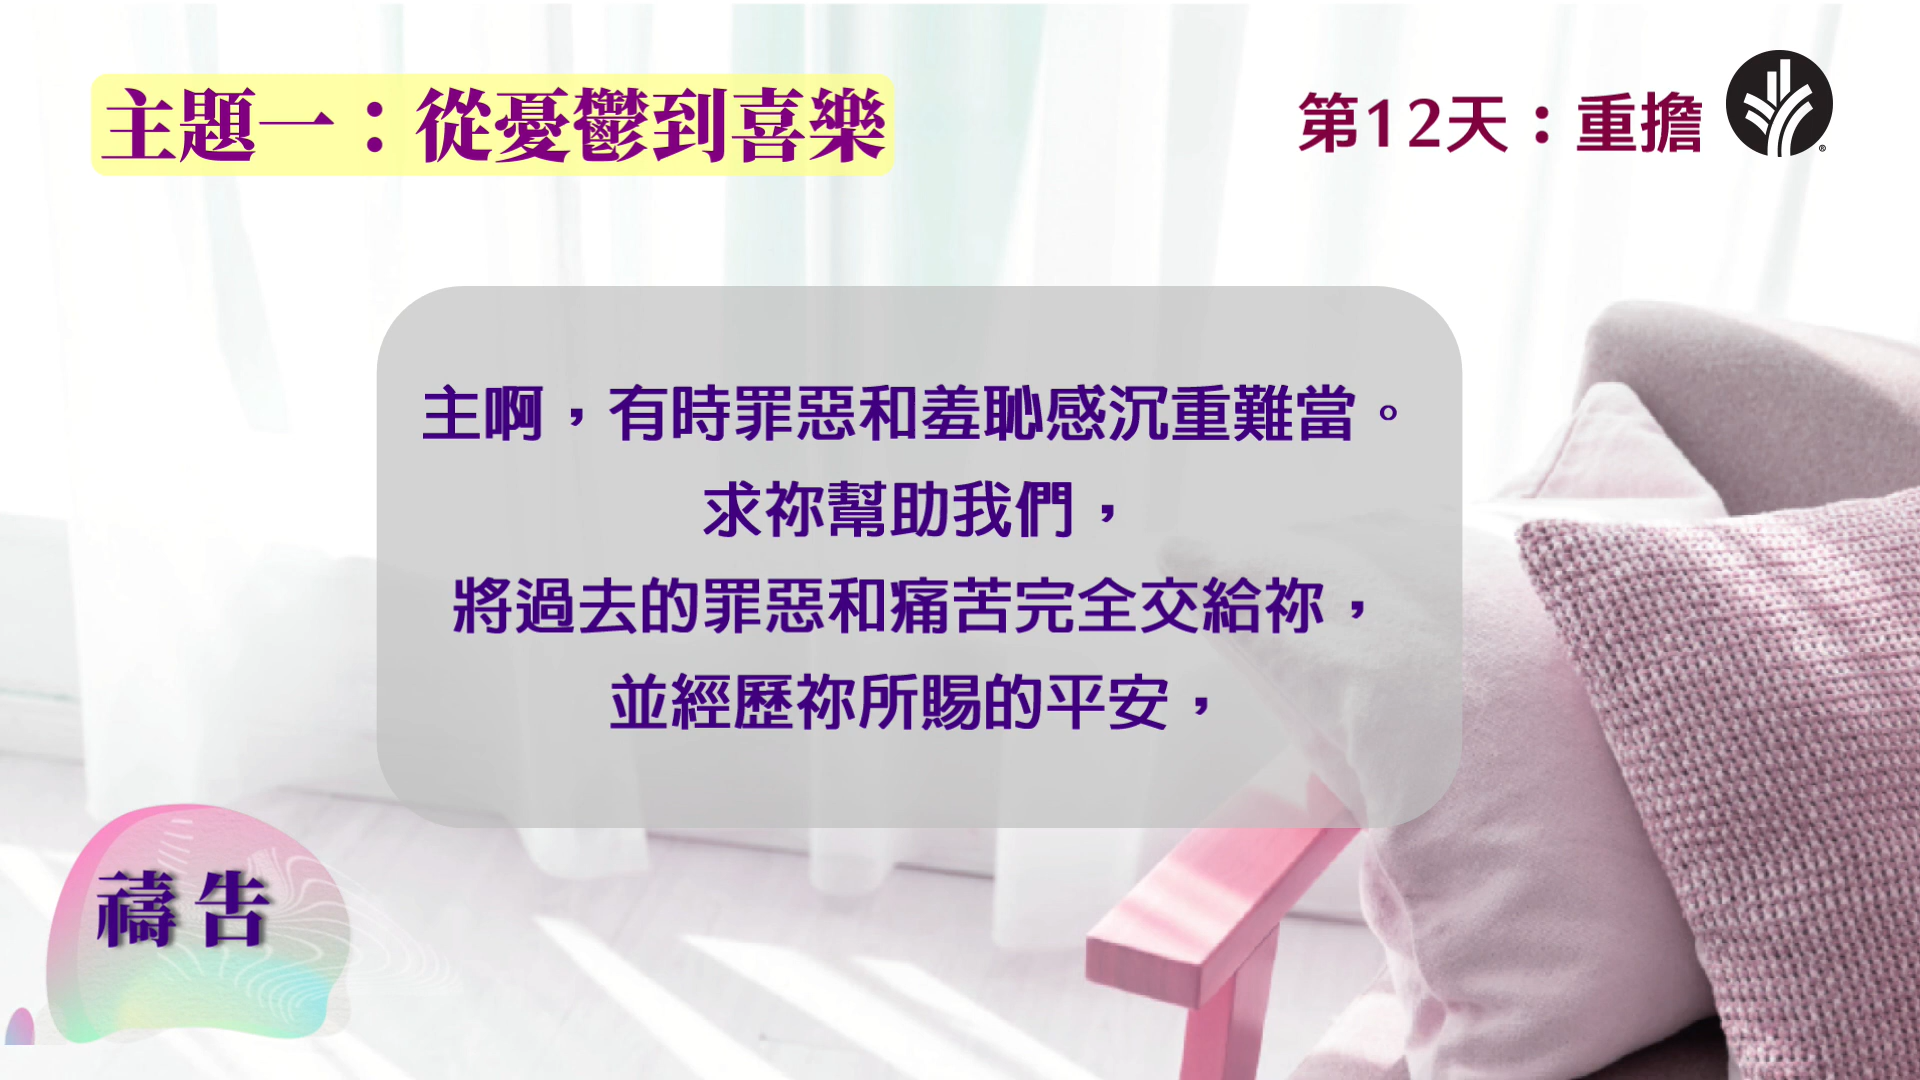 主題一：從憂鬱到喜樂
第12天：重擔
主啊，有時罪惡和羞恥感沉重難當。
求祢幫助我們，
將過去的罪惡和痛苦完全交給祢，
並經歷祢所賜的平安，
禱告